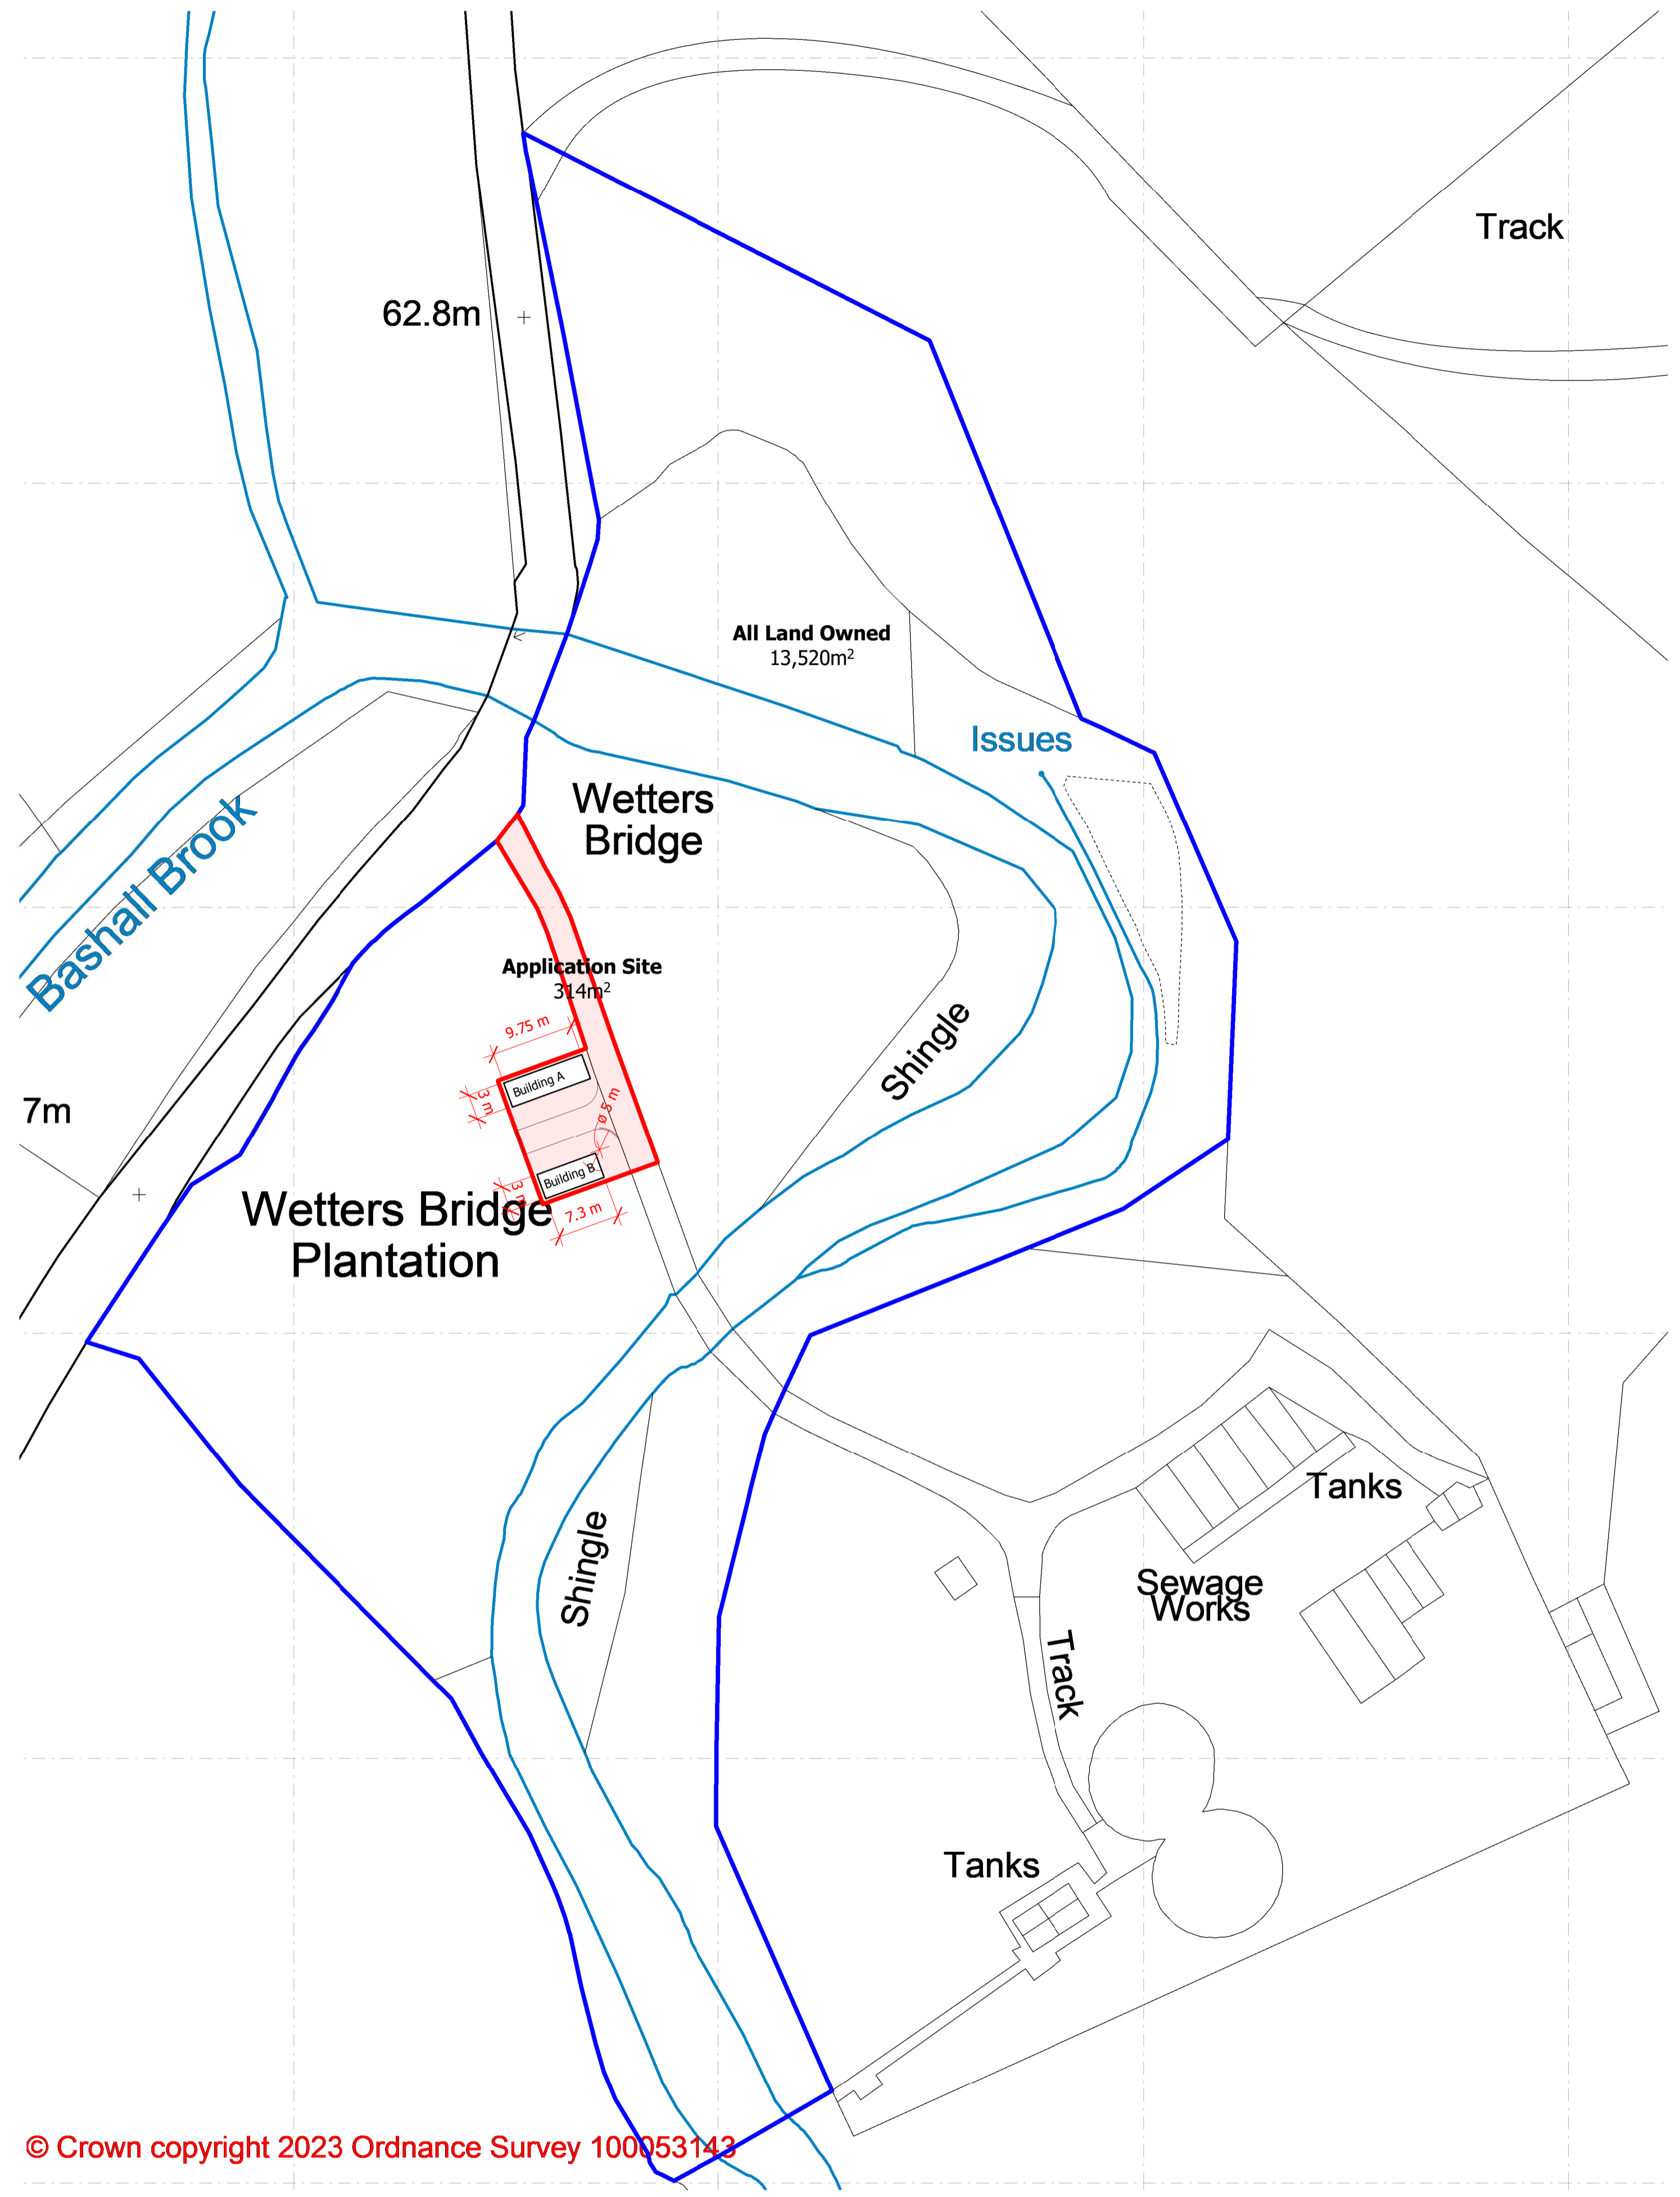 Track
62.8m
All Land Owned
13,520m²
Issues
Wetters
Bridge
Bashall Brook
Application Site
314m²
9.75 m
Building A
3 m
ø 5 m
Shingle
7m
Building B
3 m
7.3 m
Wetters Bridge
Plantation
Tanks
Shingle
Sewage
Works
Track
Tanks
© Crown copyright 2023 Ordnance Survey 100053143